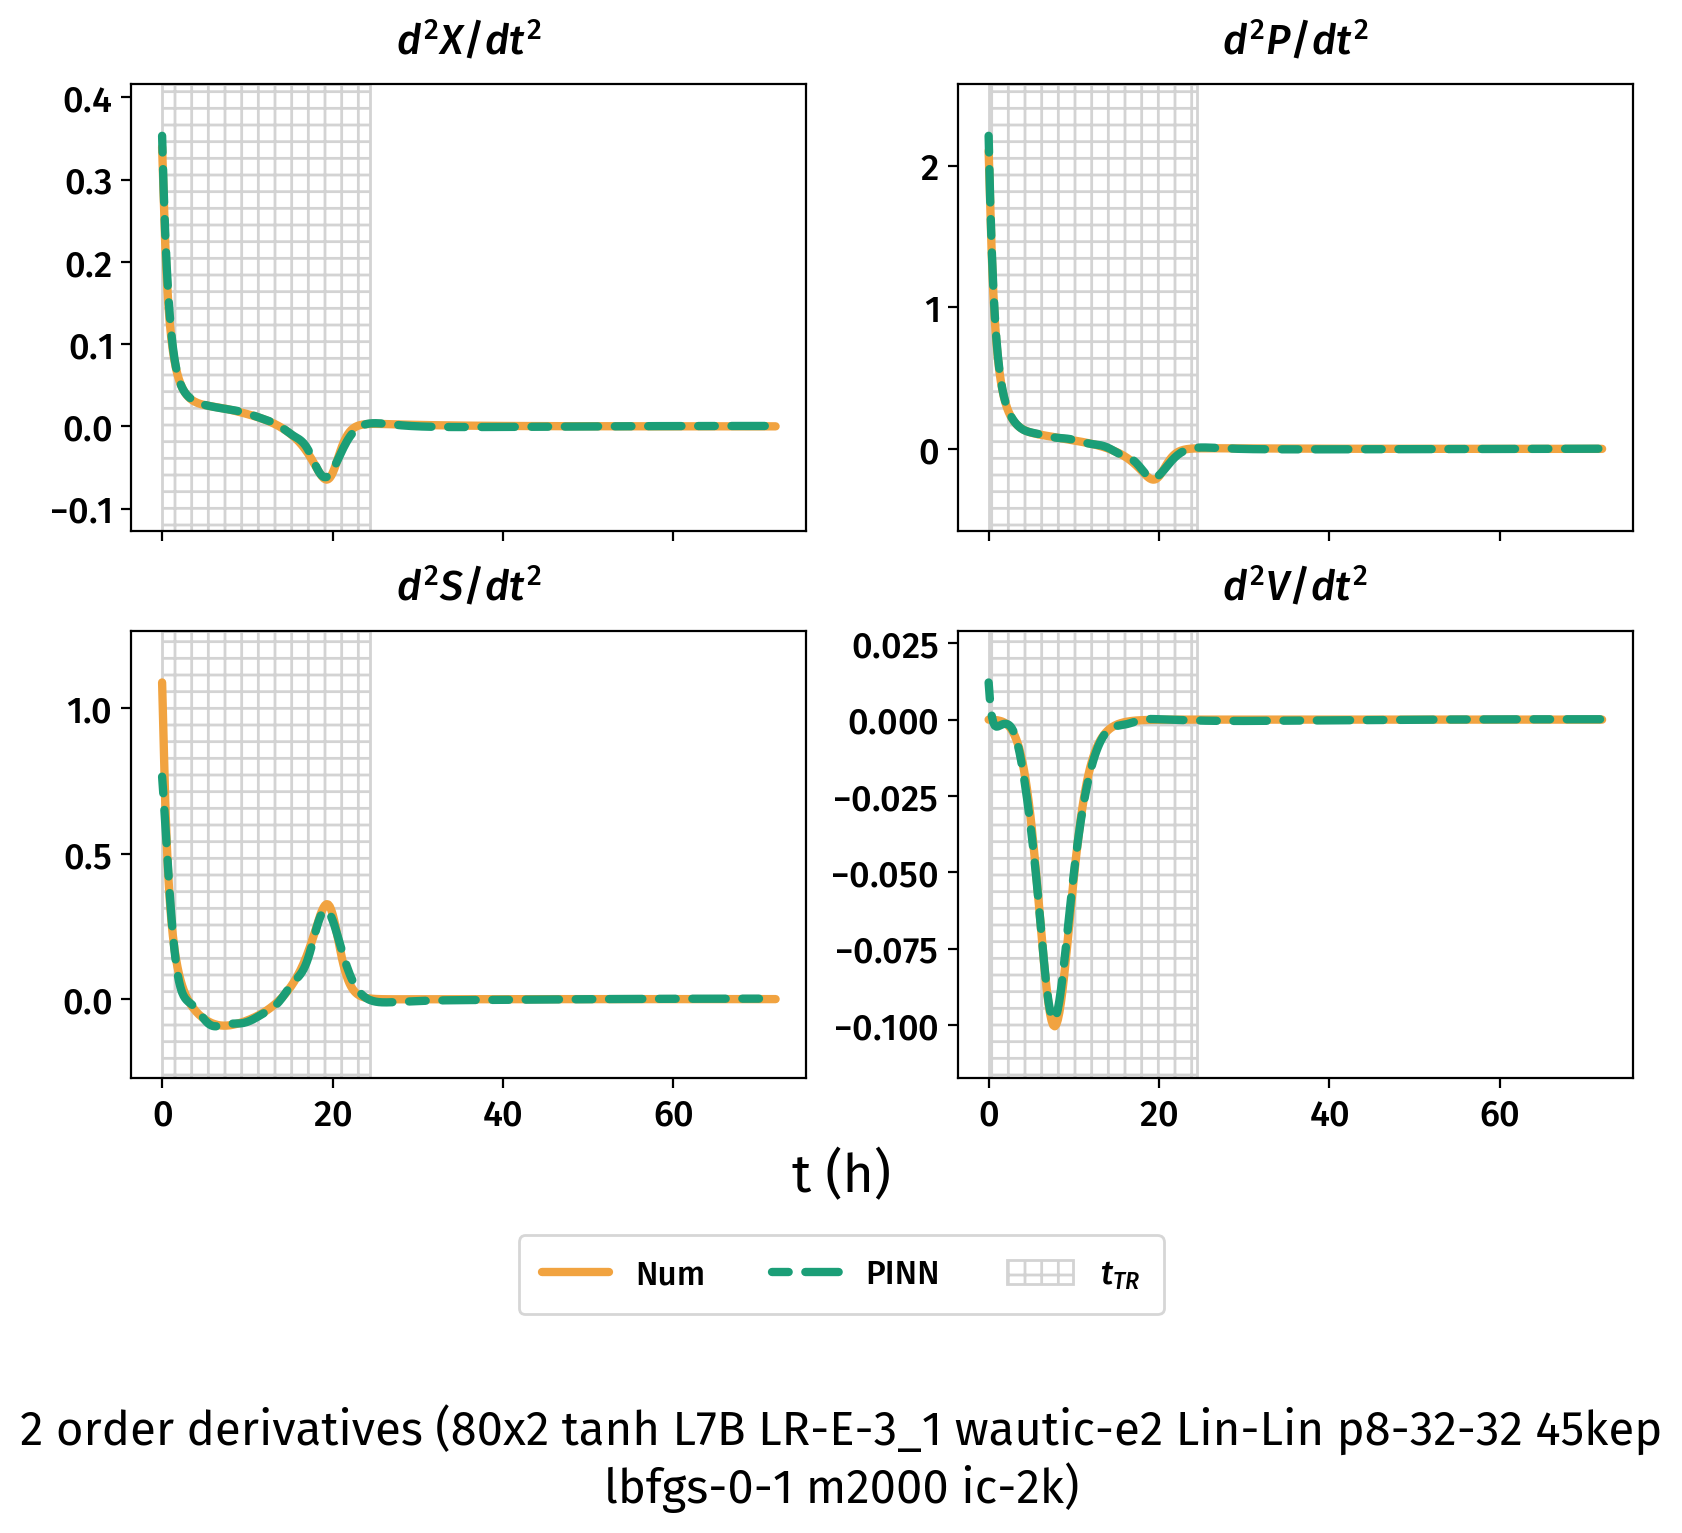 d²X/dt²
0.4
0.3
0.2
0.1
0.0
−0.1
d²P/dt²
2
1
0
d²S/dt²
1.0
0.5
0.0
0 20 40 60
d²V/dt²
0.025
0.000
−0.025
−0.050
−0.075
−0.100
0 20 40 60
t (h)
Num PINN t_TR
2 order derivatives (80x2 tanh L7B LR-E-3_1 wautic-e2 Lin-Lin p8-32-32 45kep
lbfgs-0-1 m2000 ic-2k)